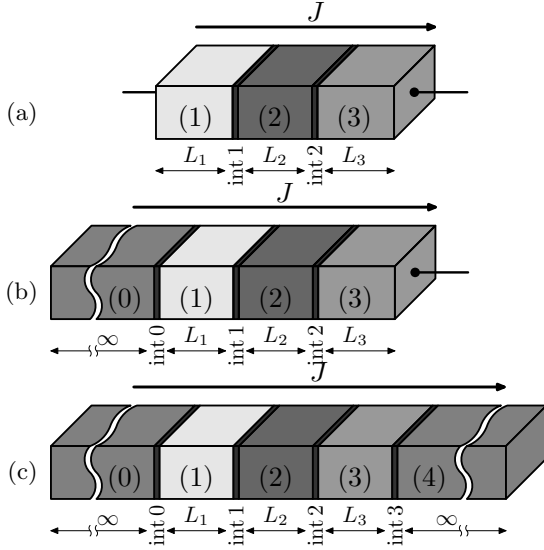 J
(a)
(1) (2) (3)
L₁ int 1 L₂ int 2 L₃
J
(b)
(0) (1) (2) (3)
∞ int 0 L₁ int 1 L₂ int 2 L₃
J
(c)
(0) (1) (2) (3) (4)
∞ int 0 L₁ int 1 L₂ int 2 L₃ int 3 ∞